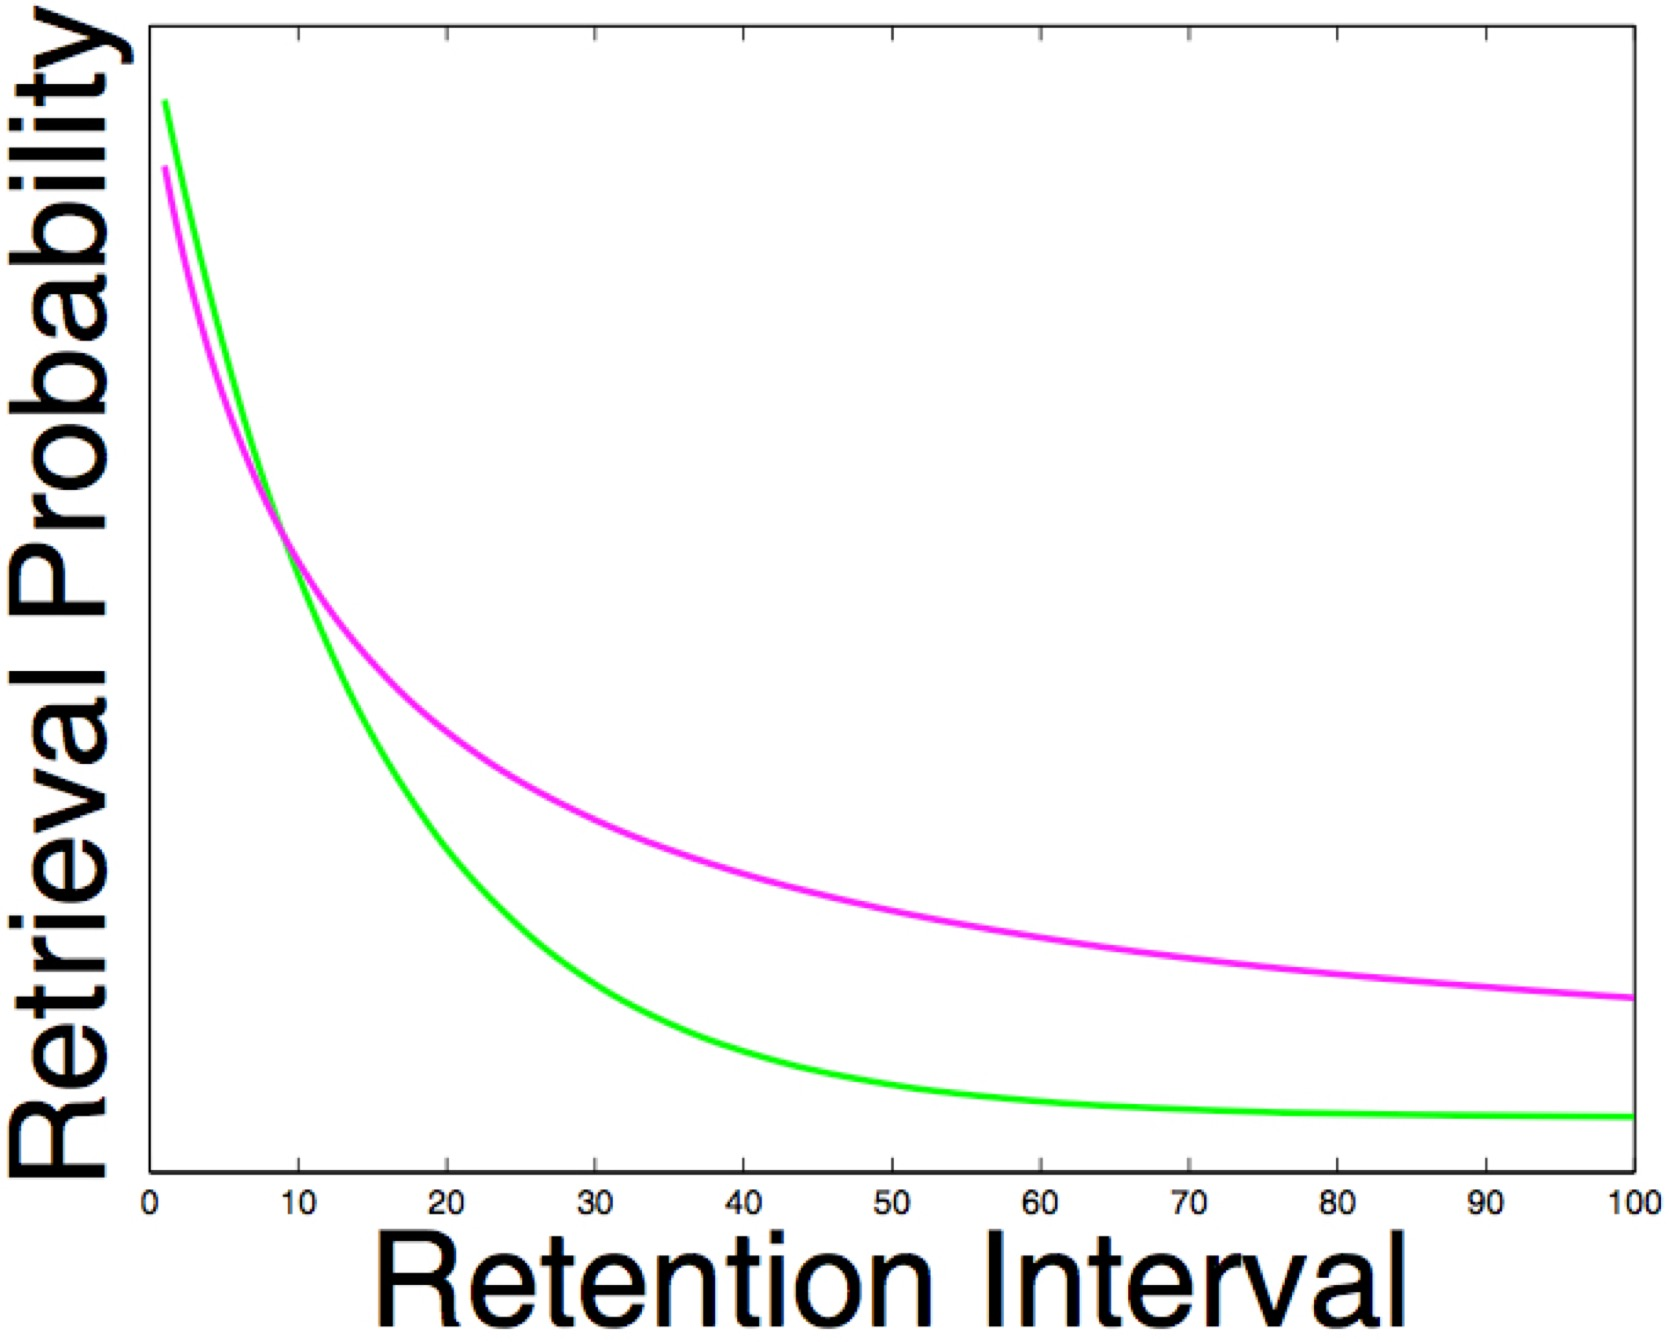 Retrieval Probability
0 10 20 30 40 50 60 70 80 90 100
Retention Interval